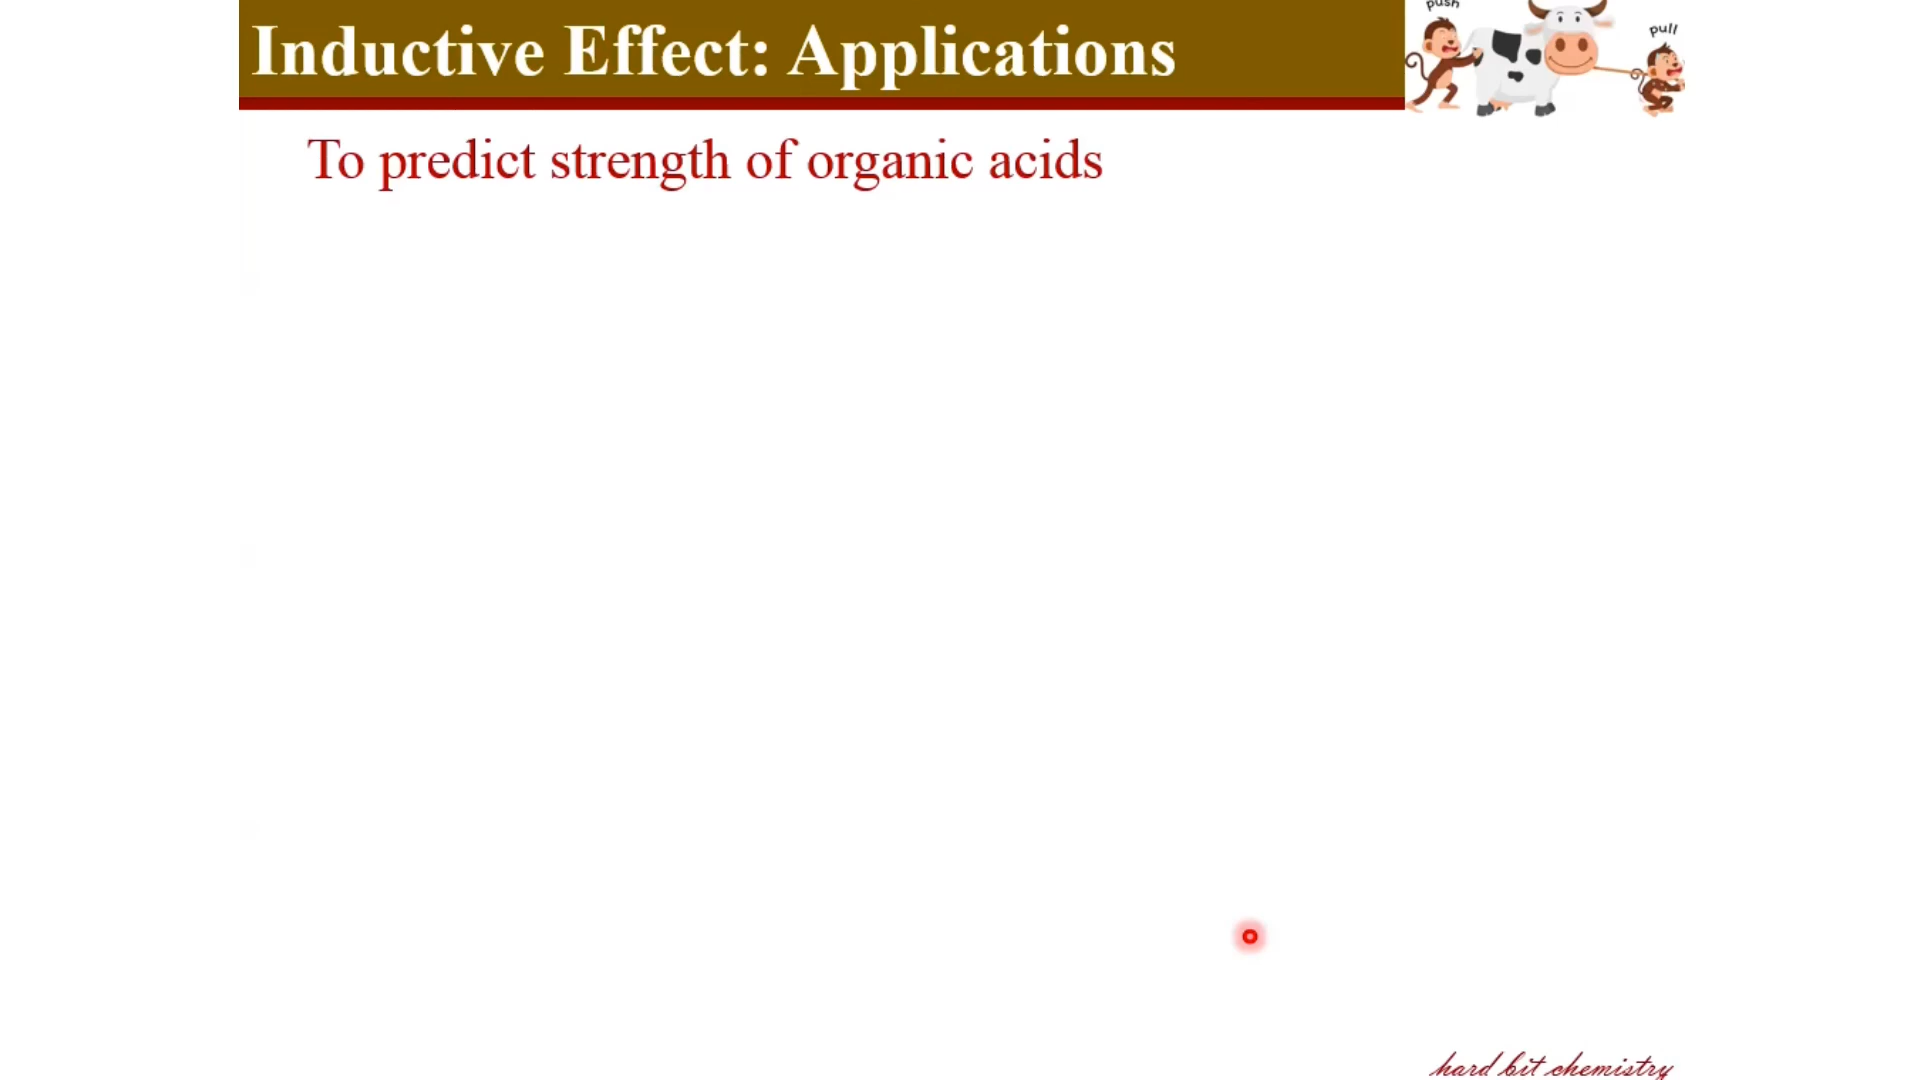 push
pull
Inductive Effect: Applications
To predict strength of organic acids
hard bit chemistry